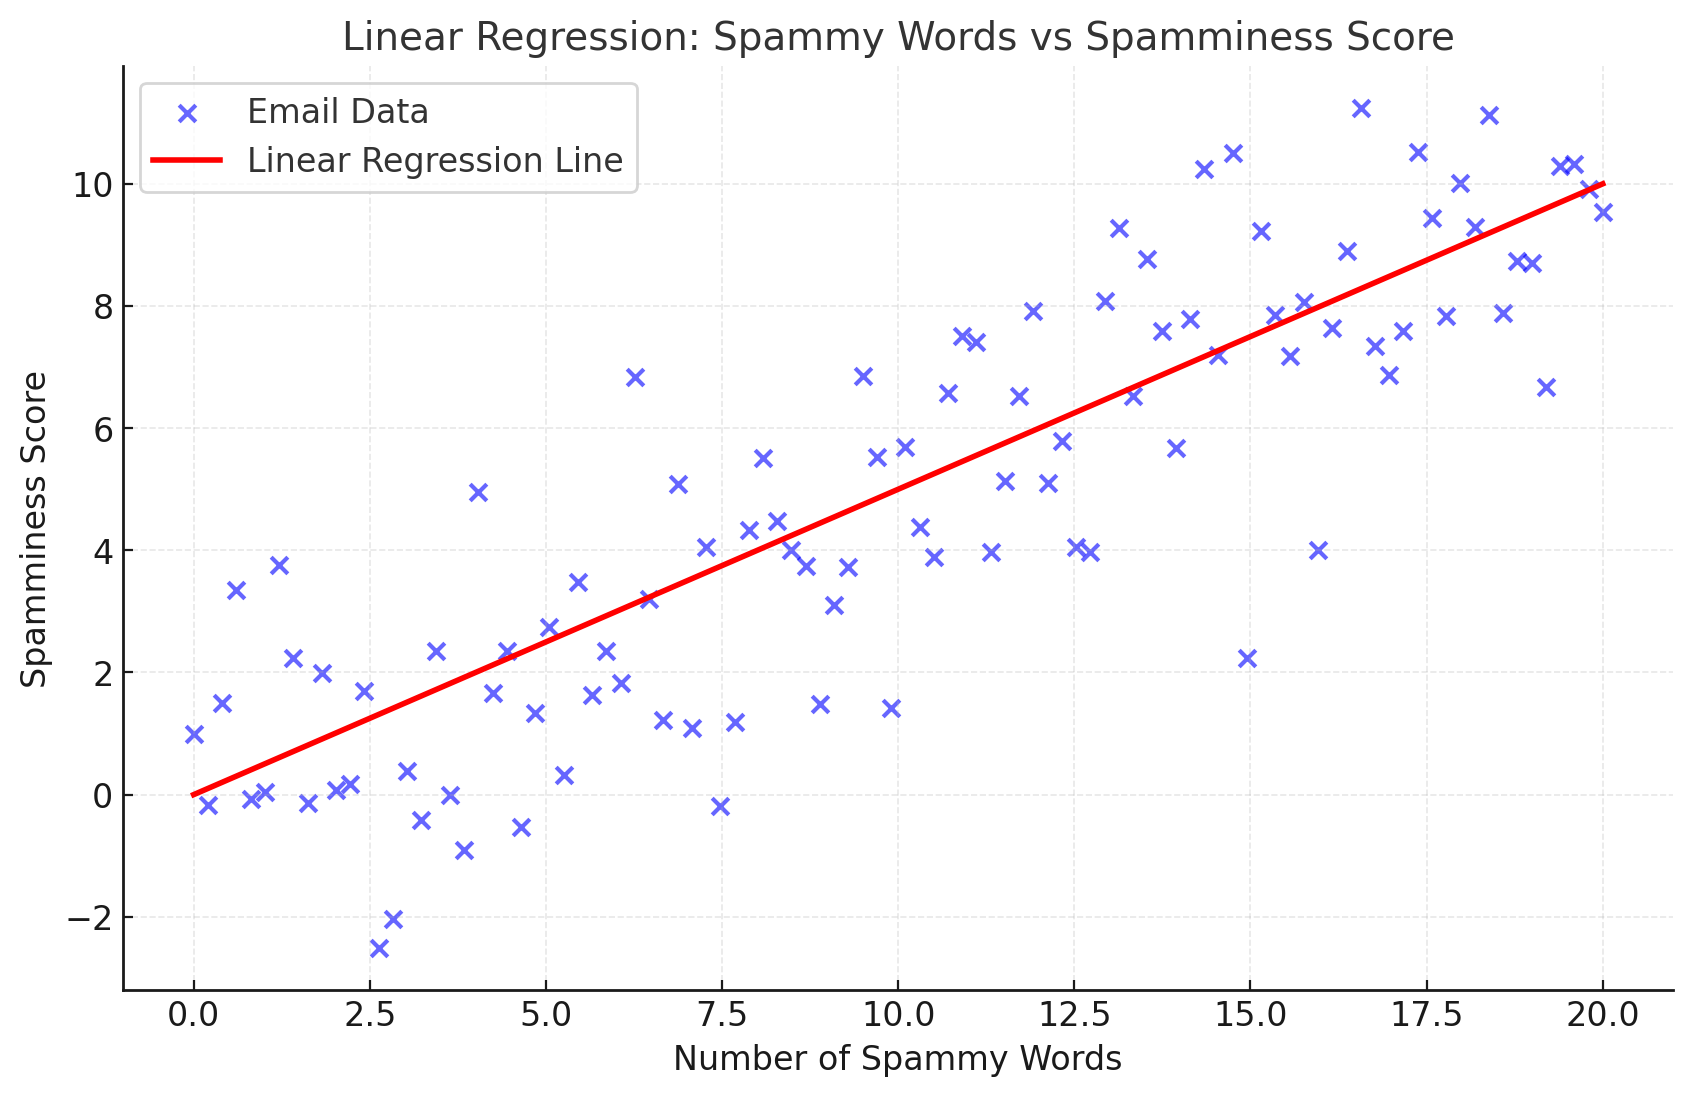 Linear Regression: Spammy Words vs Spamminess Score
Email Data
Linear Regression Line
10
8
6
4
2
0
−2
Spamminess Score
0.0 2.5 5.0 7.5 10.0 12.5 15.0 17.5 20.0
Number of Spammy Words